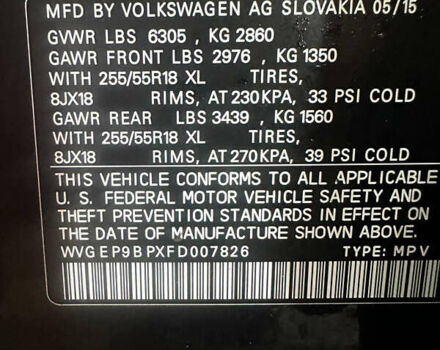 MFD BY VOLKSWAGEN AG SLOVAKIA 05/15
GVWR LBS 6305 , KG 2860
GAWR FRONT LBS 2976 , KG 1350
WITH 255/55R18 XL TIRES,
8JX18 RIMS, AT 230 KPA, 33 PSI COLD
GAWR REAR LBS 3439 , KG 1560
WITH 255/55R18 XL TIRES,
8JX18 RIMS, AT 270 KPA, 39 PSI COLD
THIS VEHICLE CONFORMS TO ALL APPLICABLE
U. S. FEDERAL MOTOR VEHICLE SAFETY AND
THEFT PREVENTION STANDARDS IN EFFECT ON
THE DATE OF MANUFACTURE SHOWN ABOVE.
WVGEP9BPXFD007826 TYPE: MPV